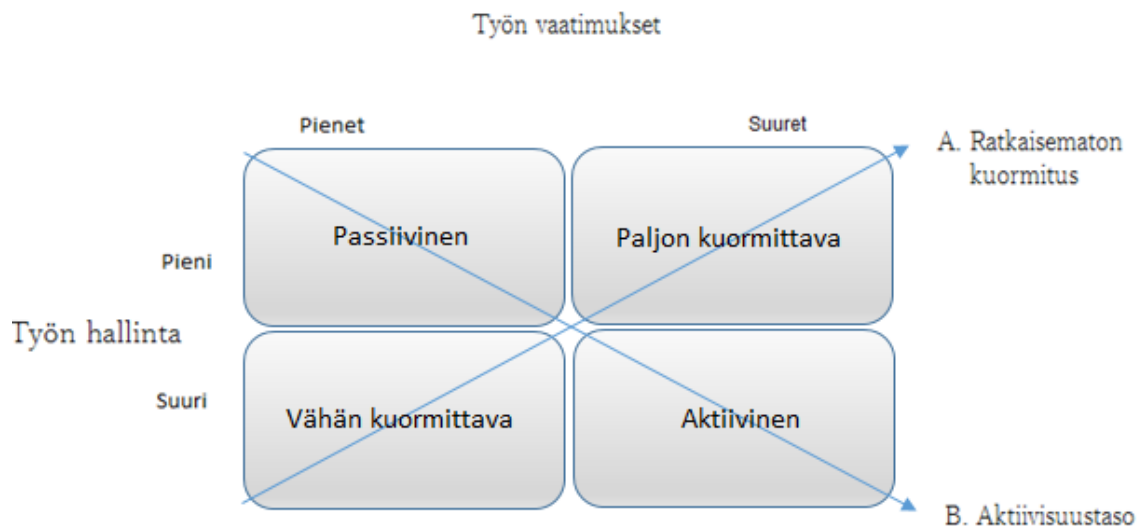 Työn vaatimukset
Pienet
Suuret
A. Ratkaisematon
kuormitus
Passiivinen
Paljon kuormittava
Pieni
Työn hallinta
Suuri
Vähän kuormittava
Aktiivinen
B. Aktiivisuustaso